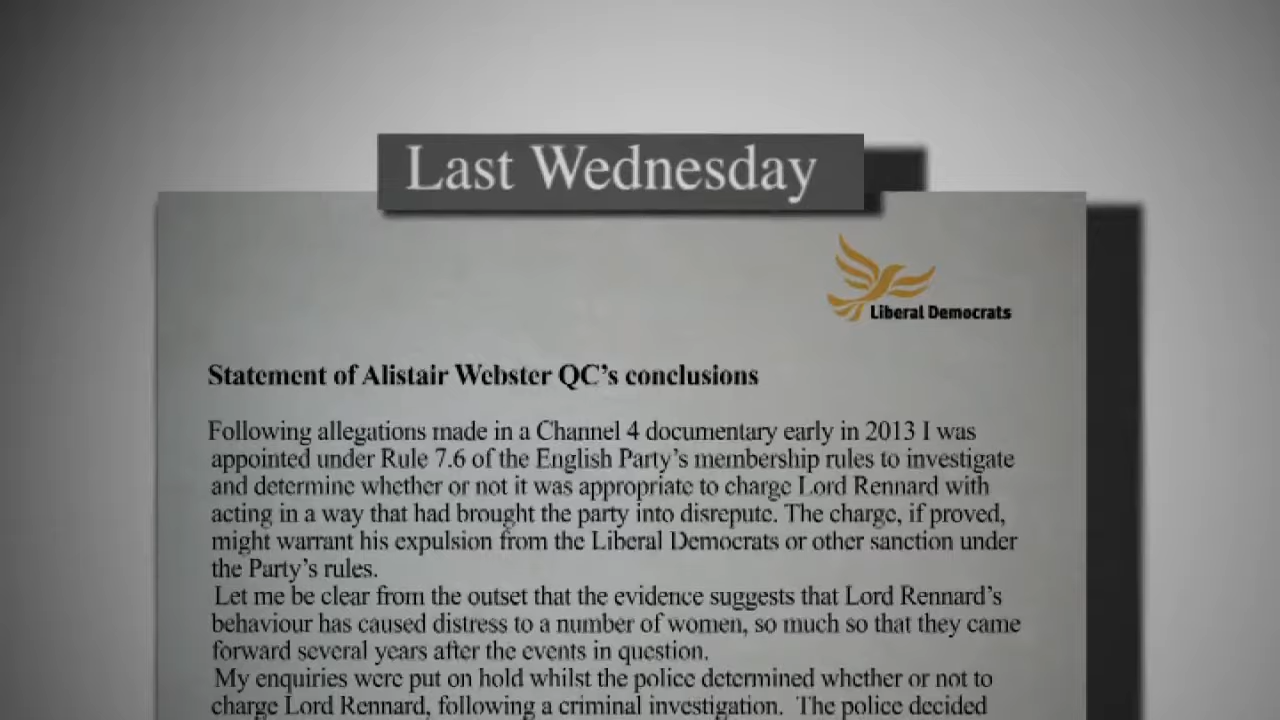 Last Wednesday
Liberal Democrats
Statement of Alistair Webster QC's conclusions
Following allegations made in a Channel 4 documentary early in 2013 I was
appointed under Rule 7.6 of the English Party's membership rules to investigate
and determine whether or not it was appropriate to charge Lord Rennard with
acting in a way that had brought the party into disrepute. The charge, if proved,
might warrant his expulsion from the Liberal Democrats or other sanction under
the Party's rules.
Let me be clear from the outset that the evidence suggests that Lord Rennard's
behaviour has caused distress to a number of women, so much so that they came
forward several years after the events in question.
My enquiries were put on hold whilst the police determined whether or not to
charge Lord Rennard, following a criminal investigation. The police decided